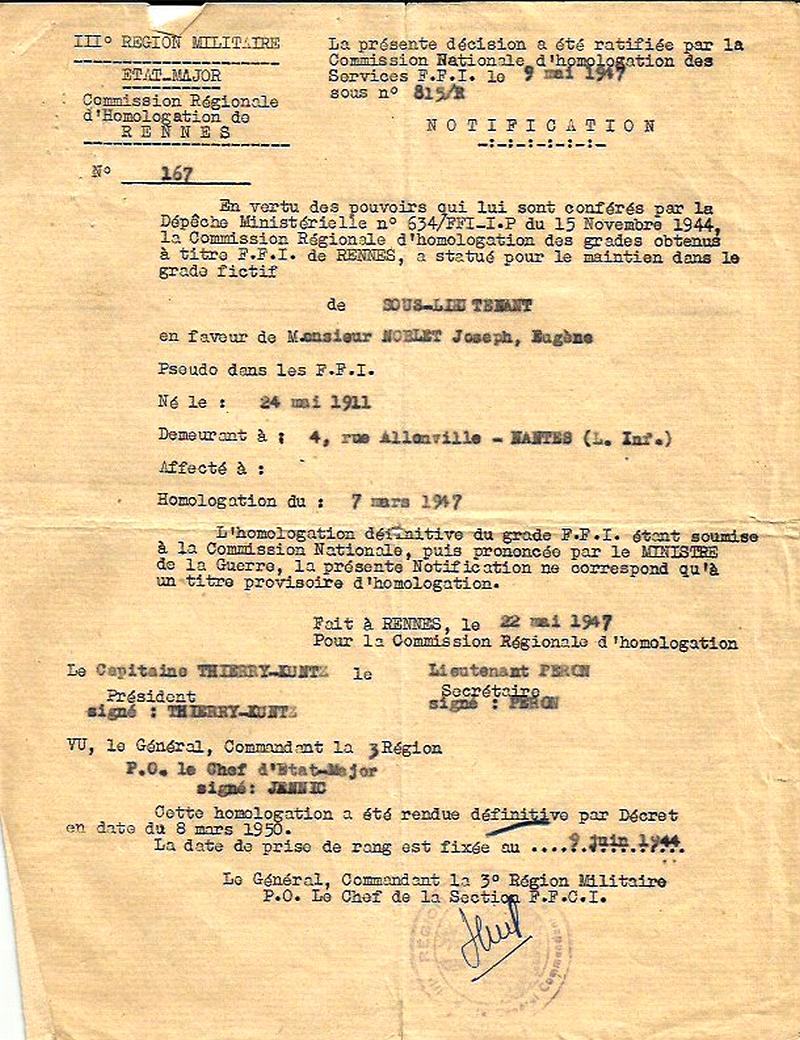 III° REGION MILITAIRE
ETAT-MAJOR
Commission Régionale
d'Homologation de
RENNES
N° 167
La présente décision a été ratifiée par la
Commission Nationale d'homologation des
Services F.F.I. le 9 mai 1947
sous n° 815/R
NOTIFICATION
-:-:-:-:-:-:-
En vertu des pouvoirs qui lui sont conférés par la
Dépêche Ministérielle n° 634/FFI-I.P du 15 Novembre 1944,
la Commission Régionale d'homologation des grades obtenus
à titre F.F.I. de RENNES, a statué pour le maintien dans le
grade fictif
de SOUS-LIEUTENANT
en faveur de Monsieur NOBLET Joseph, Eugène
Pseudo dans les F.F.I.
Né le : 24 mai 1911
Demeurant à : 4, rue Allonville - NANTES (L. Inf.)
Affecté à :
Homologation du : 7 mars 1947
L'homologation définitive du grade F.F.I. étant soumise
à la Commission Nationale, puis prononcée par le MINISTRE
de la Guerre, la présente Notification ne correspond qu'à
un titre provisoire d'homologation.
Fait à RENNES, le 22 mai 1947
Pour la Commission Régionale d'homologation
Le Capitaine THIERRY-KUNTZ le Lieutenant PERON
Président Secrétaire
signé : THIERRY-KUNTZ signé : PERON
VU, le Général, Commandant la 3 Région
P.O. le Chef d'Etat-Major
signé: JENNIC
Cette homologation a été rendue définitive par Décret
en date du 8 mars 1950.
La date de prise de rang est fixée au ....9 juin 1944
Le Général, Commandant la 3° Région Militaire
P.O. Le Chef de la Section F.F.C.I.
III° RÉGION
Général Commandant